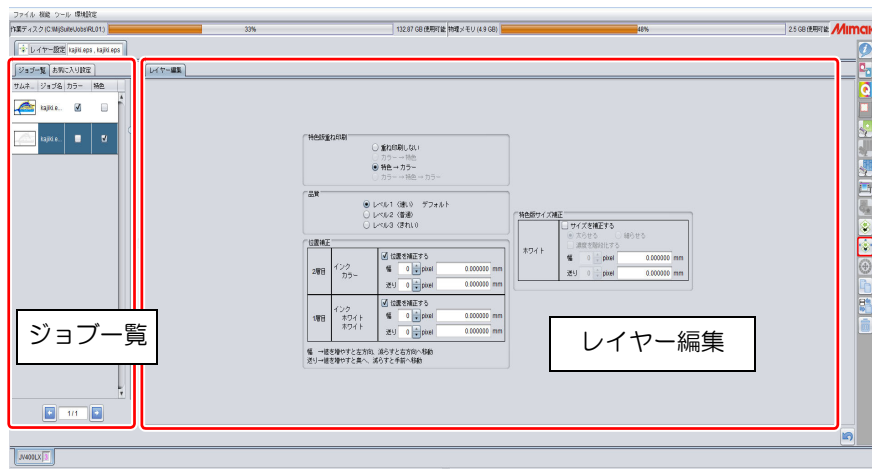 ファイル 機能 ツール 環境設定
作業ディスク(C:\MijSuite\Jobs\RL01:) 33% 132.87 GB 使用可能 物理メモリ(4.9 GB) 48% 2.5 GB 使用可能 Mimaki
レイヤー設定 kajiki.eps , kajiki.eps
ジョブ一覧 お気に入り設定
サムネ... ジョブ名 カラー 特色
kajiki.e...
kajiki.e...
ジョブ一覧
1/1
レイヤー編集
特色版重ね印刷
重ね印刷しない
カラー→特色
特色→カラー
カラー→特色→カラー
品質
レベル1 (速い) デフォルト
レベル2 (普通)
レベル3 (きれい)
位置補正
2層目 インク カラー
位置を補正する
幅 0 pixel 0.000000 mm
送り 0 pixel 0.000000 mm
1層目 インク ホワイト ホワイト
位置を補正する
幅 0 pixel 0.000000 mm
送り 0 pixel 0.000000 mm
幅 →値を増やすと左方向、減らすと右方向へ移動
送り→値を増やすと奥へ、減らすと手前へ移動
特色版サイズ補正
ホワイト
サイズを補正する
太らせる 細らせる
濃度を階調化する
幅 0 pixel 0.000000 mm
送り 0 pixel 0.000000 mm
レイヤー編集
JV400LX